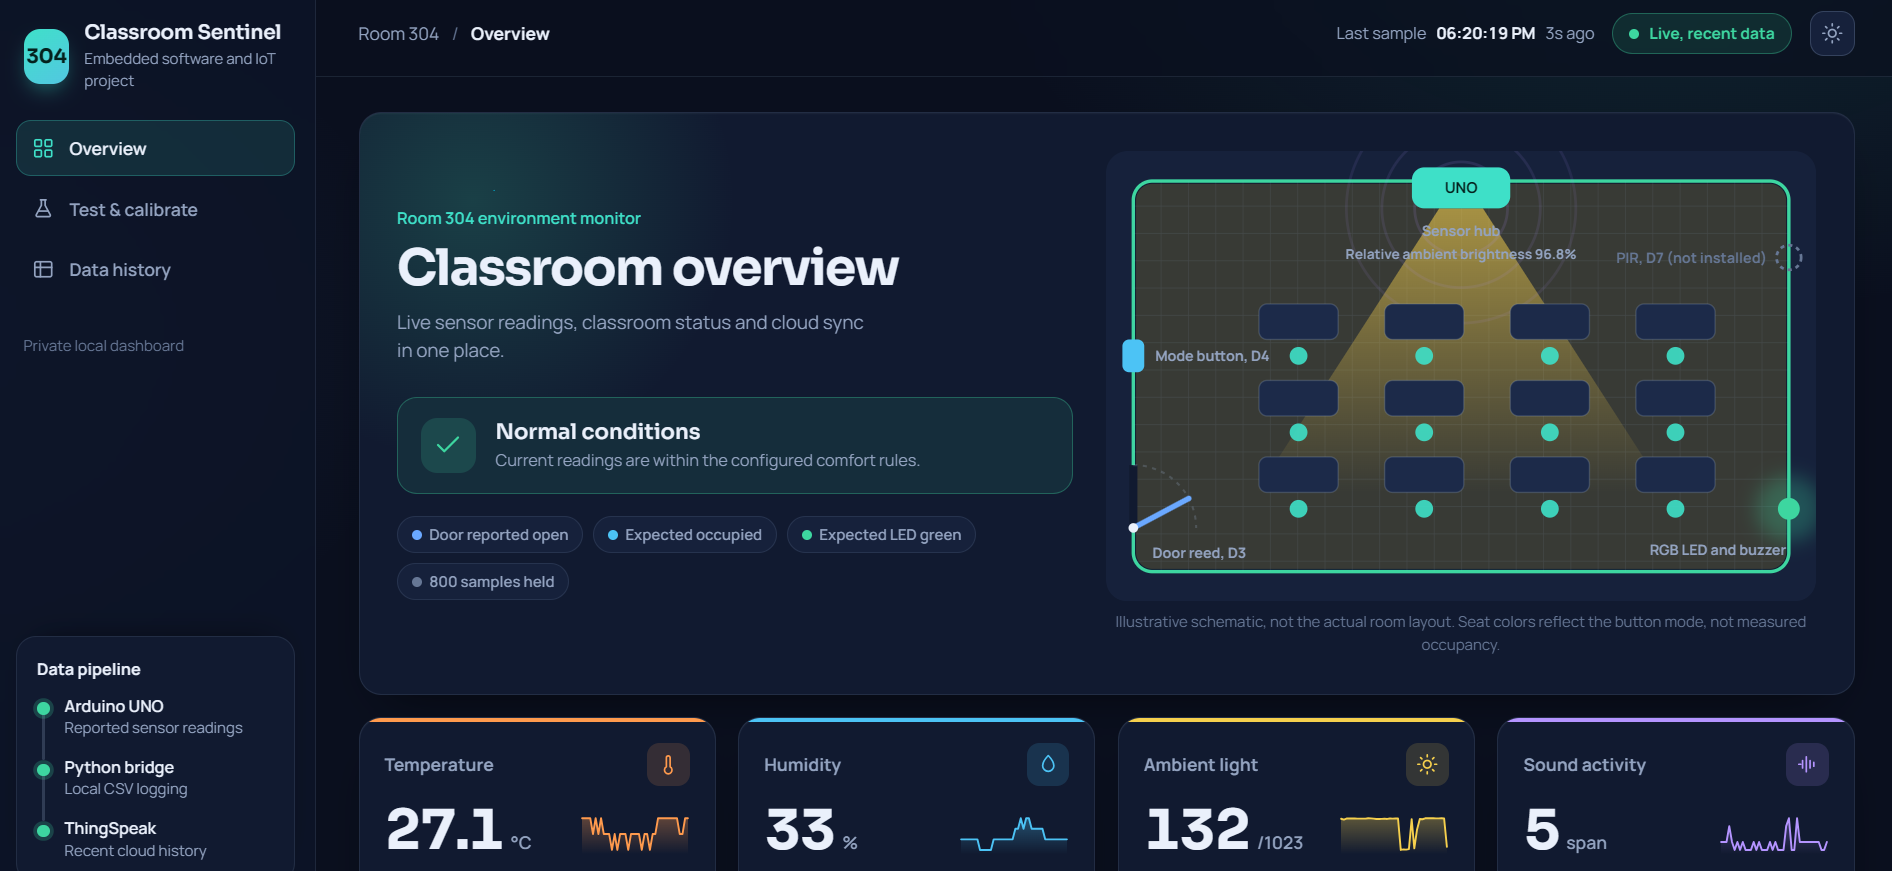 304
Classroom Sentinel
Embedded software and IoT
project
Overview
Test & calibrate
Data history
Private local dashboard
Data pipeline
Arduino UNO
Reported sensor readings
Python bridge
Local CSV logging
ThingSpeak
Recent cloud history
Room 304 / Overview
Last sample 06:20:19 PM 3s ago
Live, recent data
Room 304 environment monitor
Classroom overview
Live sensor readings, classroom status and cloud sync
in one place.
Normal conditions
Current readings are within the configured comfort rules.
Door reported open
Expected occupied
Expected LED green
800 samples held
UNO
Sensor hub
Relative ambient brightness 96.8%
PIR, D7 (not installed)
Mode button, D4
Door reed, D3
RGB LED and buzzer
Illustrative schematic, not the actual room layout. Seat colors reflect the button mode, not measured
occupancy.
Temperature
27.1 °C
Humidity
33 %
Ambient light
132 /1023
Sound activity
5 span